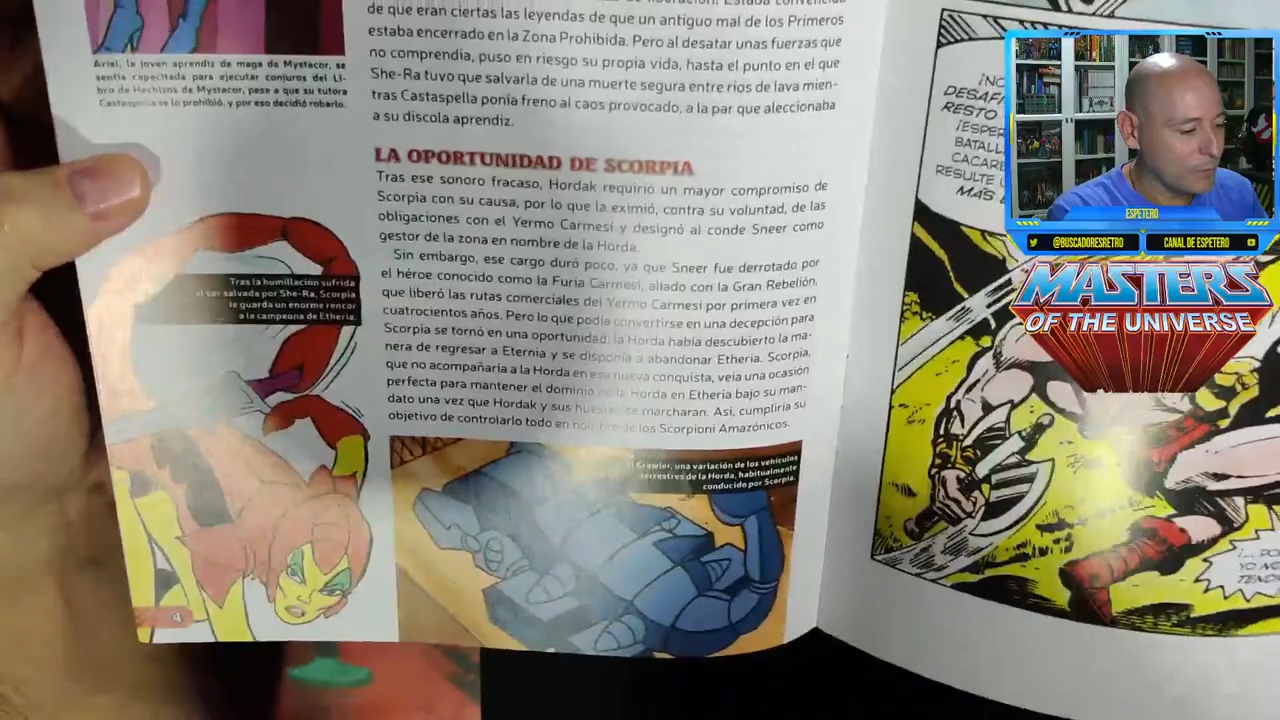 de que eran ciertas las leyendas de que un antiguo mal de los Primeros
estaba encerrado en la Zona Prohibida. Pero al desatar unas fuerzas que
no comprendía, puso en riesgo su propia vida, hasta el punto en el que
She-Ra tuvo que salvarla de una muerte segura entre ríos de lava mien-
tras Castaspella ponía freno al caos provocado, a la par que aleccionaba
a su díscola aprendiz.
Ariel, la joven aprendiz de maga de Mystacor, se
sentía capacitada para ejecutar conjuros del Li-
bro de Hechizos de Mystacor, pese a que su tutora
Castaspella se lo prohibió, y por eso decidió robarlo.
LA OPORTUNIDAD DE SCORPIA
Tras ese sonoro fracaso, Hordak requirió un mayor compromiso de
Scorpia con su causa, por lo que la eximió, contra su voluntad, de las
obligaciones con el Yermo Carmesí y designó al conde Sneer como
gestor de la zona en nombre de la Horda.
Sin embargo, ese cargo duró poco, ya que Sneer fue derrotado por
el héroe conocido como la Furia Carmesí, aliado con la Gran Rebelión,
que liberó las rutas comerciales del Yermo Carmesí por primera vez en
cuatrocientos años. Pero lo que podía convertirse en una decepción para
Scorpia se tornó en una oportunidad: la Horda había descubierto la ma-
nera de regresar a Eternia y se disponía a abandonar Etheria. Scorpia,
que no acompañaría a la Horda en esa nueva conquista, veía una ocasión
perfecta para mantener el dominio de la Horda en Etheria bajo su man-
dato una vez que Hordak y sus huestes se marcharan. Así, cumpliría su
objetivo de controlarlo todo en nombre de los Scorpioni Amazónicos.
Tras la humillación sufrida
al ser salvada por She-Ra, Scorpia
le guarda un enorme rencor
a la campeona de Etheria.
El Crawler, una variación de los vehículos
terrestres de la Horda, habitualmente
conducido por Scorpia.
4
¡NO
RESTO
BATALL
RESULTE
MÁS
YO NO
ESPETERO
@BUSCADORESRETRO
CANAL DE ESPETERO
MASTERS
OF THE UNIVERSE